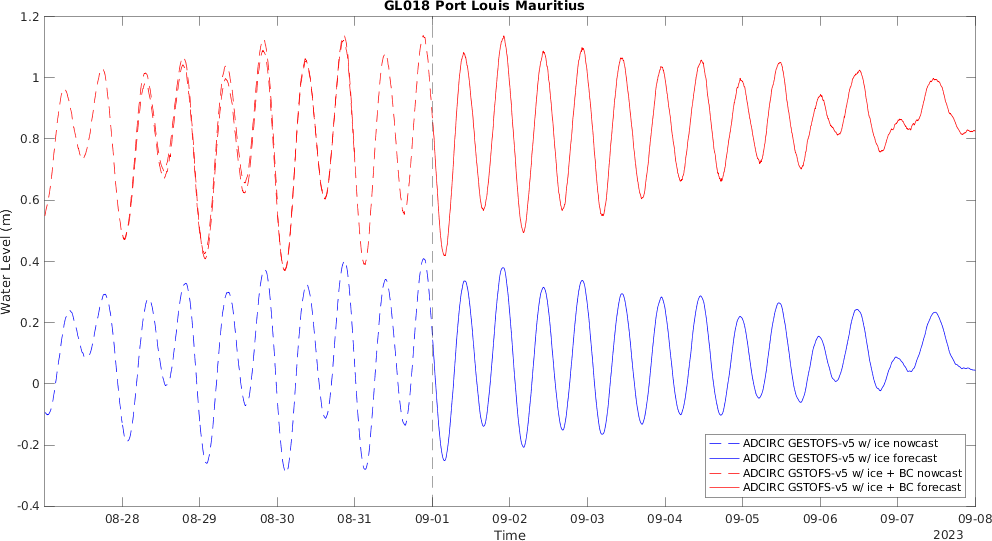 GL018 Port Louis Mauritius
1.2
1
0.8
0.6
0.4
0.2
0
-0.2
-0.4
Water Level (m)
ADCIRC GESTOFS-v5 w/ ice nowcast
ADCIRC GESTOFS-v5 w/ ice forecast
ADCIRC GSTOFS-v5 w/ ice + BC nowcast
ADCIRC GSTOFS-v5 w/ ice + BC forecast
08-28 08-29 08-30 08-31 09-01 09-02 09-03 09-04 09-05 09-06 09-07 09-08
Time
2023